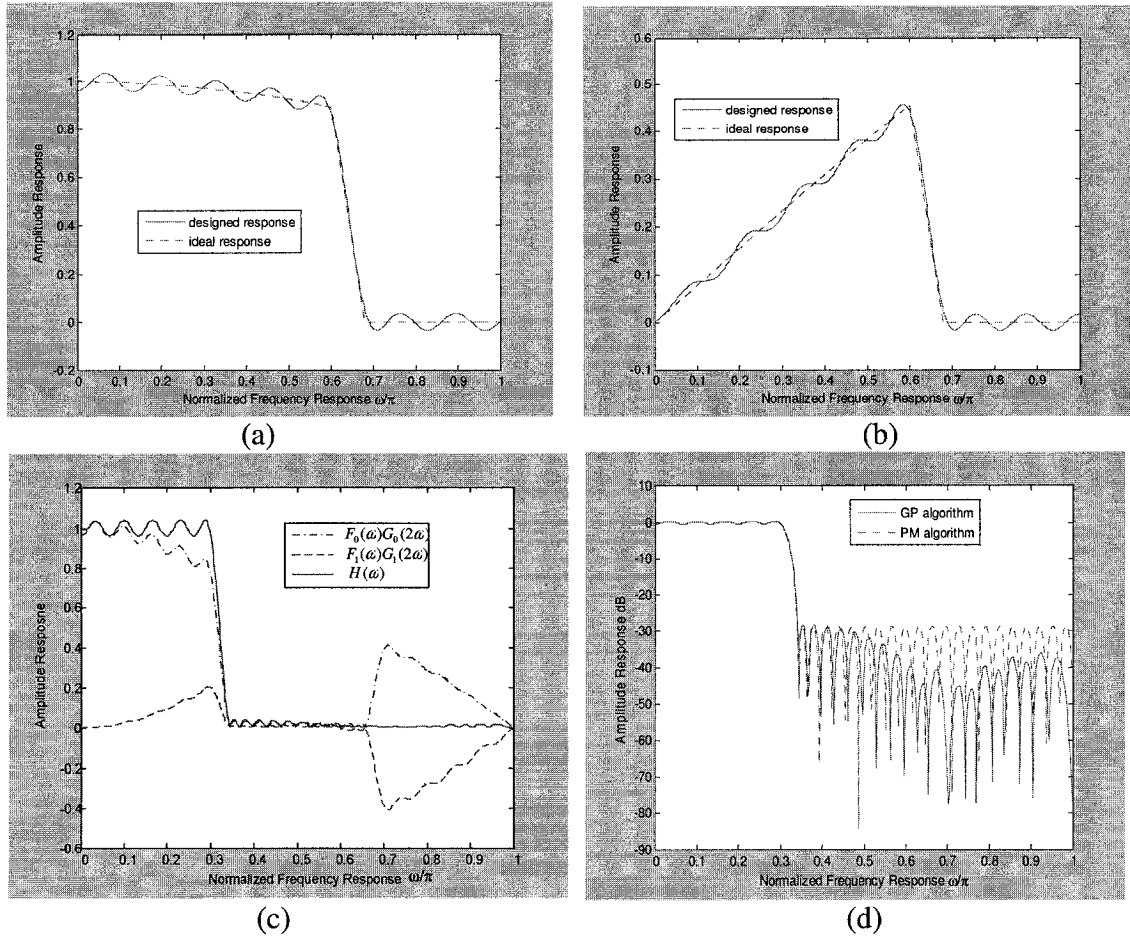 1.2
1
0.8
0.6
0.4
0.2
0
-0.2
Amplitude Response
designed response
ideal response
0 0.1 0.2 0.3 0.4 0.5 0.6 0.7 0.8 0.9 1
Normalized Frequency Response ω/π
(a)
0.6
0.5
0.4
0.3
0.2
0.1
0
-0.1
Amplitude Response
designed response
ideal response
0 0.1 0.2 0.3 0.4 0.5 0.6 0.7 0.8 0.9 1
Normalized Frequency Response ω/π
(b)
1.2
1
0.8
0.6
0.4
0.2
0
-0.2
-0.4
-0.6
Amplitude Resposne
F₀(ω)G₀(2ω)
F₁(ω)G₁(2ω)
H(ω)
0 0.1 0.2 0.3 0.4 0.5 0.6 0.7 0.8 0.9 1
Normalized Frequency Response ω/π
(c)
10
0
-10
-20
-30
-40
-50
-60
-70
-80
-90
Amplitude Response dB
GP algorithm
PM algorithm
0 0.1 0.2 0.3 0.4 0.5 0.6 0.7 0.8 0.9 1
Normalized Frequency Response ω/π
(d)